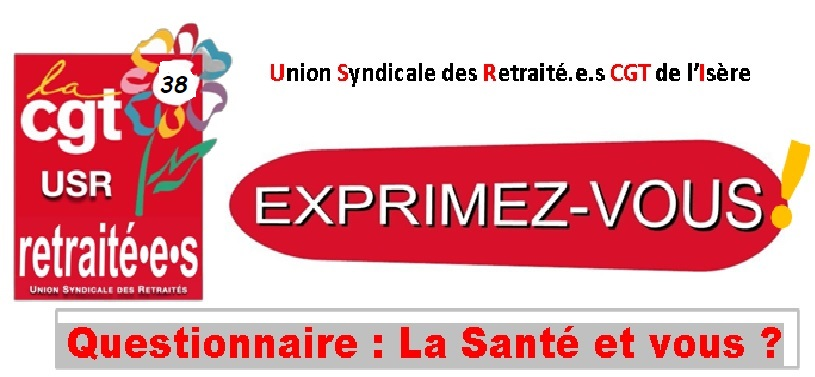 la
cgt
38
USR
retraité•e•s
UNION SYNDICALE DES RETRAITÉS
Union Syndicale des Retraité.e.s CGT de l'Isère
EXPRIMEZ-VOUS!
Questionnaire : La Santé et vous ?